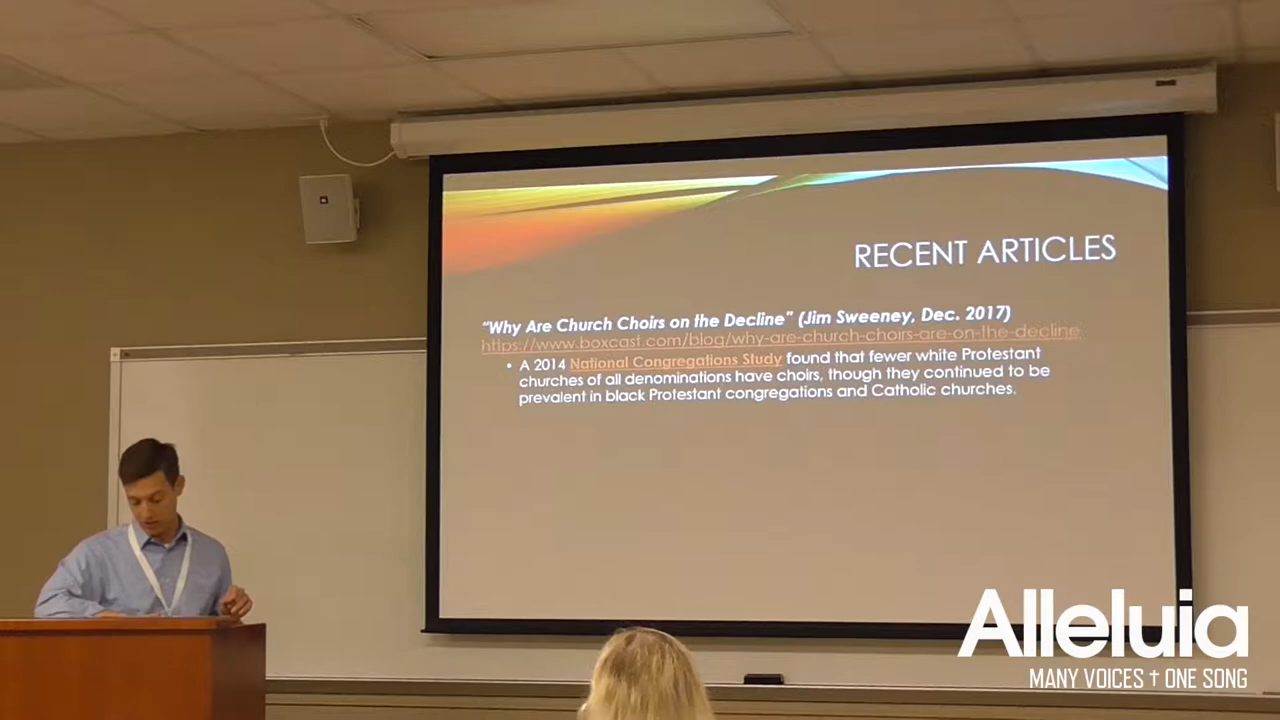 RECENT ARTICLES
“Why Are Church Choirs on the Decline” (Jim Sweeney, Dec. 2017)
https://www.boxcast.com/blog/why-are-church-choirs-are-on-the-decline
• A 2014 National Congregations Study found that fewer white Protestant
churches of all denominations have choirs, though they continued to be
prevalent in black Protestant congregations and Catholic churches.
Alleluia
MANY VOICES † ONE SONG